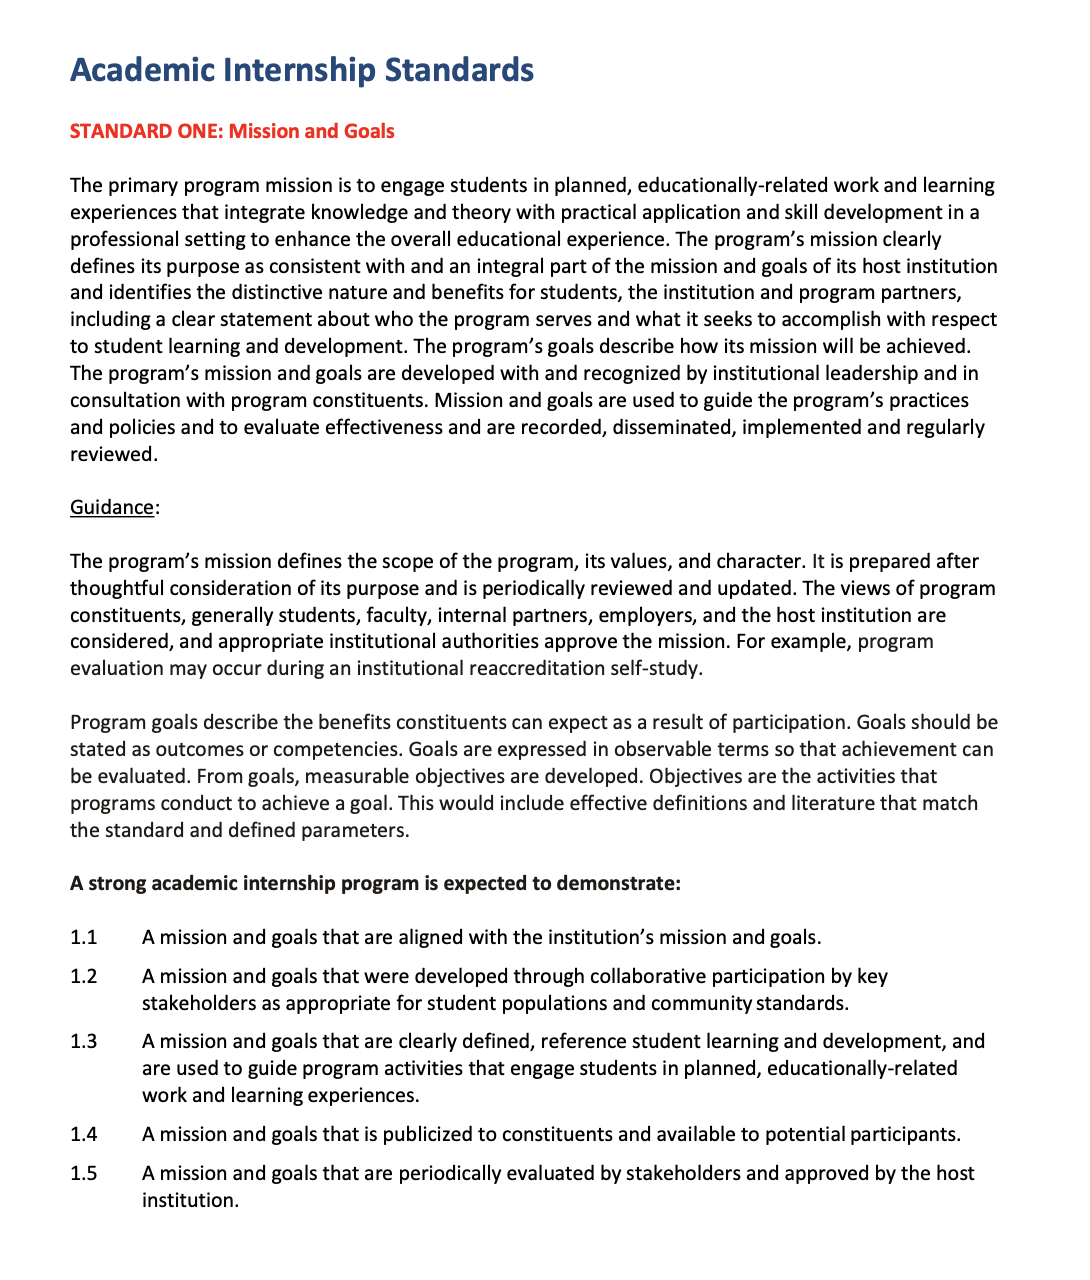 Academic Internship Standards
STANDARD ONE: Mission and Goals
The primary program mission is to engage students in planned, educationally-related work and learning
experiences that integrate knowledge and theory with practical application and skill development in a
professional setting to enhance the overall educational experience. The program’s mission clearly
defines its purpose as consistent with and an integral part of the mission and goals of its host institution
and identifies the distinctive nature and benefits for students, the institution and program partners,
including a clear statement about who the program serves and what it seeks to accomplish with respect
to student learning and development. The program’s goals describe how its mission will be achieved.
The program’s mission and goals are developed with and recognized by institutional leadership and in
consultation with program constituents. Mission and goals are used to guide the program’s practices
and policies and to evaluate effectiveness and are recorded, disseminated, implemented and regularly
reviewed.
Guidance:
The program’s mission defines the scope of the program, its values, and character. It is prepared after
thoughtful consideration of its purpose and is periodically reviewed and updated. The views of program
constituents, generally students, faculty, internal partners, employers, and the host institution are
considered, and appropriate institutional authorities approve the mission. For example, program
evaluation may occur during an institutional reaccreditation self-study.
Program goals describe the benefits constituents can expect as a result of participation. Goals should be
stated as outcomes or competencies. Goals are expressed in observable terms so that achievement can
be evaluated. From goals, measurable objectives are developed. Objectives are the activities that
programs conduct to achieve a goal. This would include effective definitions and literature that match
the standard and defined parameters.
A strong academic internship program is expected to demonstrate:
1.1 A mission and goals that are aligned with the institution’s mission and goals.
1.2 A mission and goals that were developed through collaborative participation by key
stakeholders as appropriate for student populations and community standards.
1.3 A mission and goals that are clearly defined, reference student learning and development, and
are used to guide program activities that engage students in planned, educationally-related
work and learning experiences.
1.4 A mission and goals that is publicized to constituents and available to potential participants.
1.5 A mission and goals that are periodically evaluated by stakeholders and approved by the host
institution.